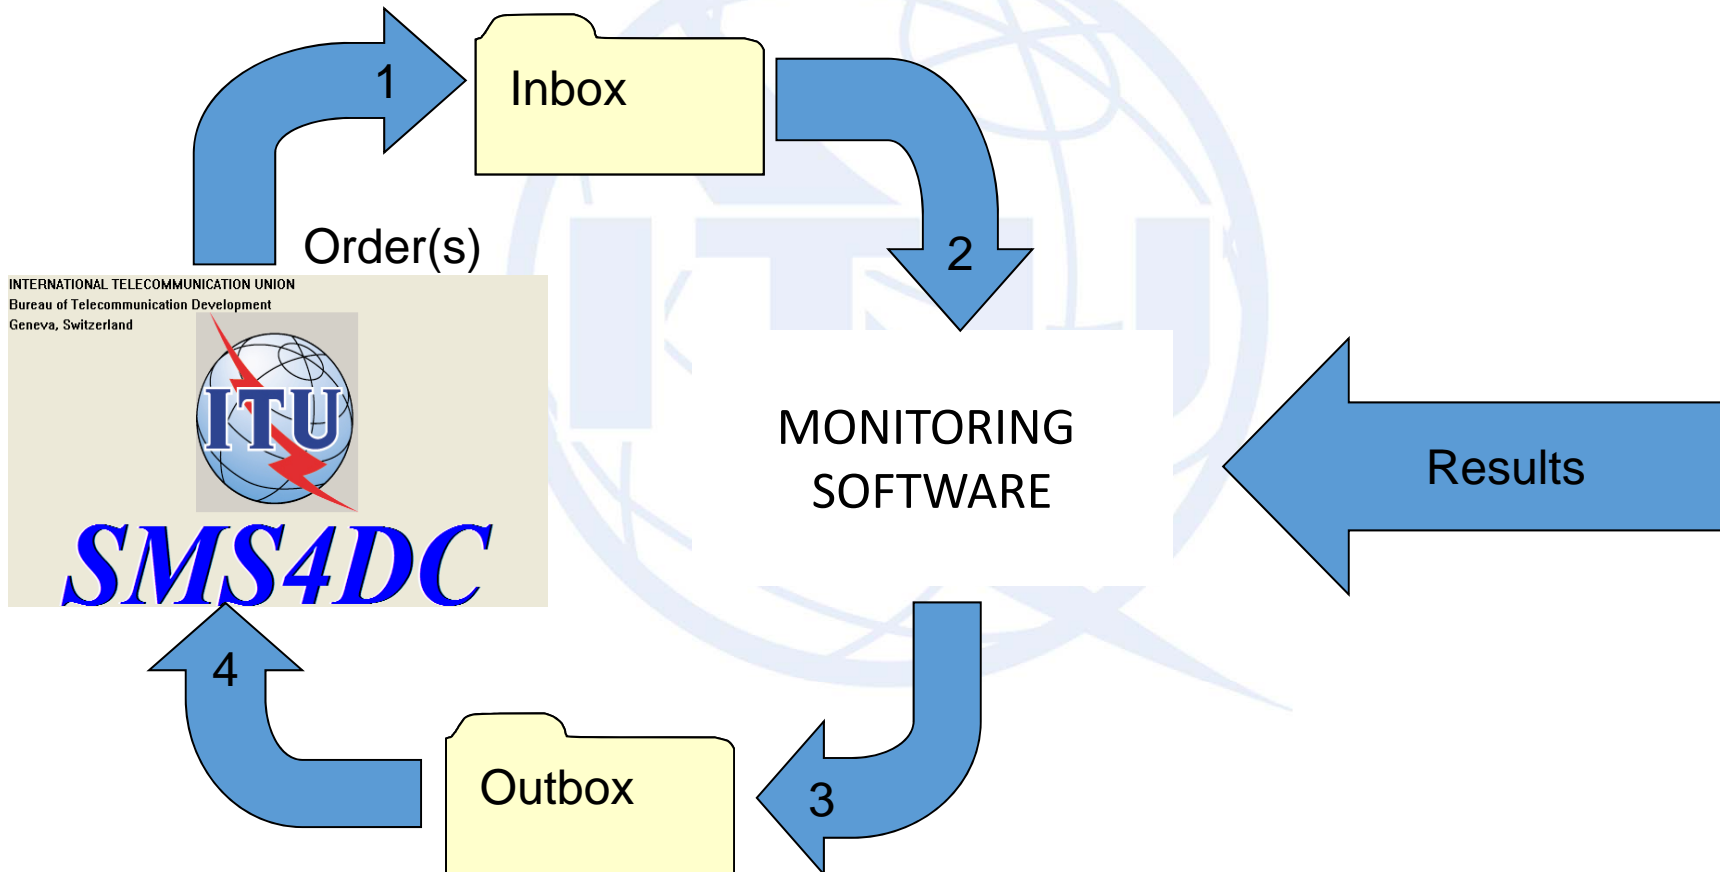 1
Inbox
2
Order(s)
INTERNATIONAL TELECOMMUNICATION UNION
Bureau of Telecommunication Development
Geneva, Switzerland
ITU
SMS4DC
ITU
MONITORING
SOFTWARE
Results
4
Outbox
3